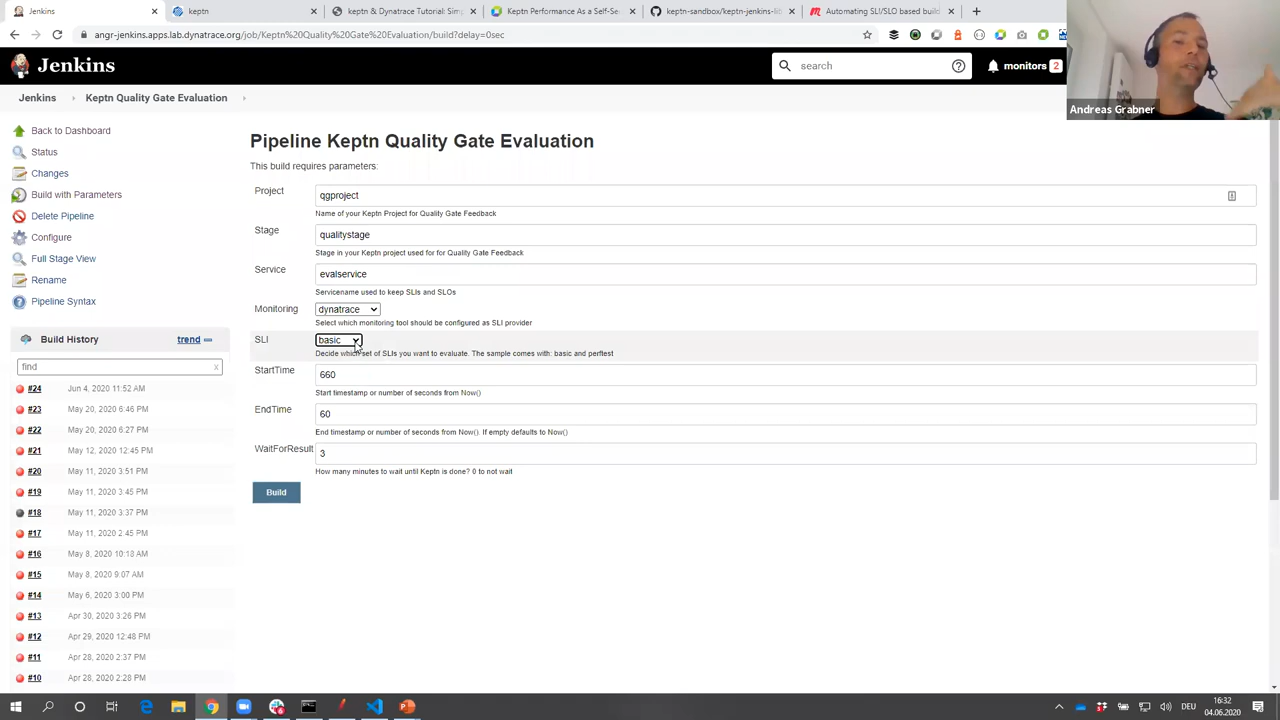 Jenkins
keptn
keptn & Dynatrace Tutorial: Simp
Keptn Performance As a Self-Ser
keptn-sandbox/keptn-jenkins-lib
Automating SLI/SLO based build
angr-jenkins.apps.lab.dynatrace.org/job/Keptn%20Quality%20Gate%20Evaluation/build?delay=0sec
Jenkins
search
monitors 2
Andreas Grabner
Jenkins
Keptn Quality Gate Evaluation
Back to Dashboard
Status
Changes
Build with Parameters
Delete Pipeline
Configure
Full Stage View
Rename
Pipeline Syntax
Build History
trend
find
x
#24 Jun 4, 2020 11:52 AM
#23 May 20, 2020 6:46 PM
#22 May 20, 2020 6:27 PM
#21 May 12, 2020 12:45 PM
#20 May 11, 2020 3:51 PM
#19 May 11, 2020 3:45 PM
#18 May 11, 2020 3:37 PM
#17 May 11, 2020 2:45 PM
#16 May 8, 2020 10:18 AM
#15 May 8, 2020 9:07 AM
#14 May 6, 2020 3:00 PM
#13 Apr 30, 2020 3:26 PM
#12 Apr 29, 2020 12:48 PM
#11 Apr 28, 2020 2:37 PM
#10 Apr 28, 2020 2:28 PM
Pipeline Keptn Quality Gate Evaluation
This build requires parameters:
Project
qgproject
Name of your Keptn Project for Quality Gate Feedback
Stage
qualitystage
Stage in your Keptn project used for for Quality Gate Feedback
Service
evalservice
Servicename used to keep SLIs and SLOs
Monitoring
dynatrace
Select which monitoring tool should be configured as SLI provider
SLI
basic
Decide which set of SLIs you want to evaluate. The sample comes with: basic and perftest
StartTime
660
Start timestamp or number of seconds from Now()
EndTime
60
End timestamp or number of seconds from Now(). If empty defaults to Now()
WaitForResult
3
How many minutes to wait until Keptn is done? 0 to not wait
Build
DEU
16:32
04.06.2020